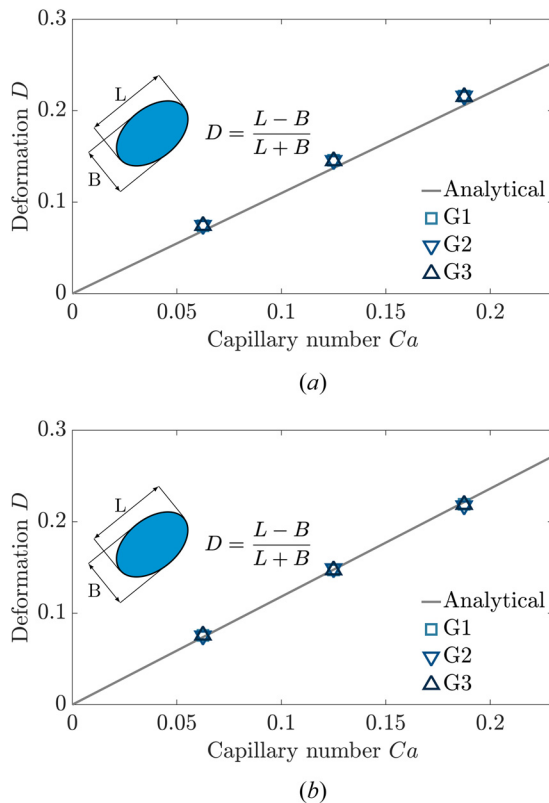 0.3
0.2
0.1
0
Deformation D
L
B
D = \frac{L − B}{L + B}
Analytical
G1
G2
G3
0 0.05 0.1 0.15 0.2
Capillary number Ca
(a)
0.3
0.2
0.1
0
Deformation D
L
B
D = \frac{L − B}{L + B}
Analytical
G1
G2
G3
0 0.05 0.1 0.15 0.2
Capillary number Ca
(b)